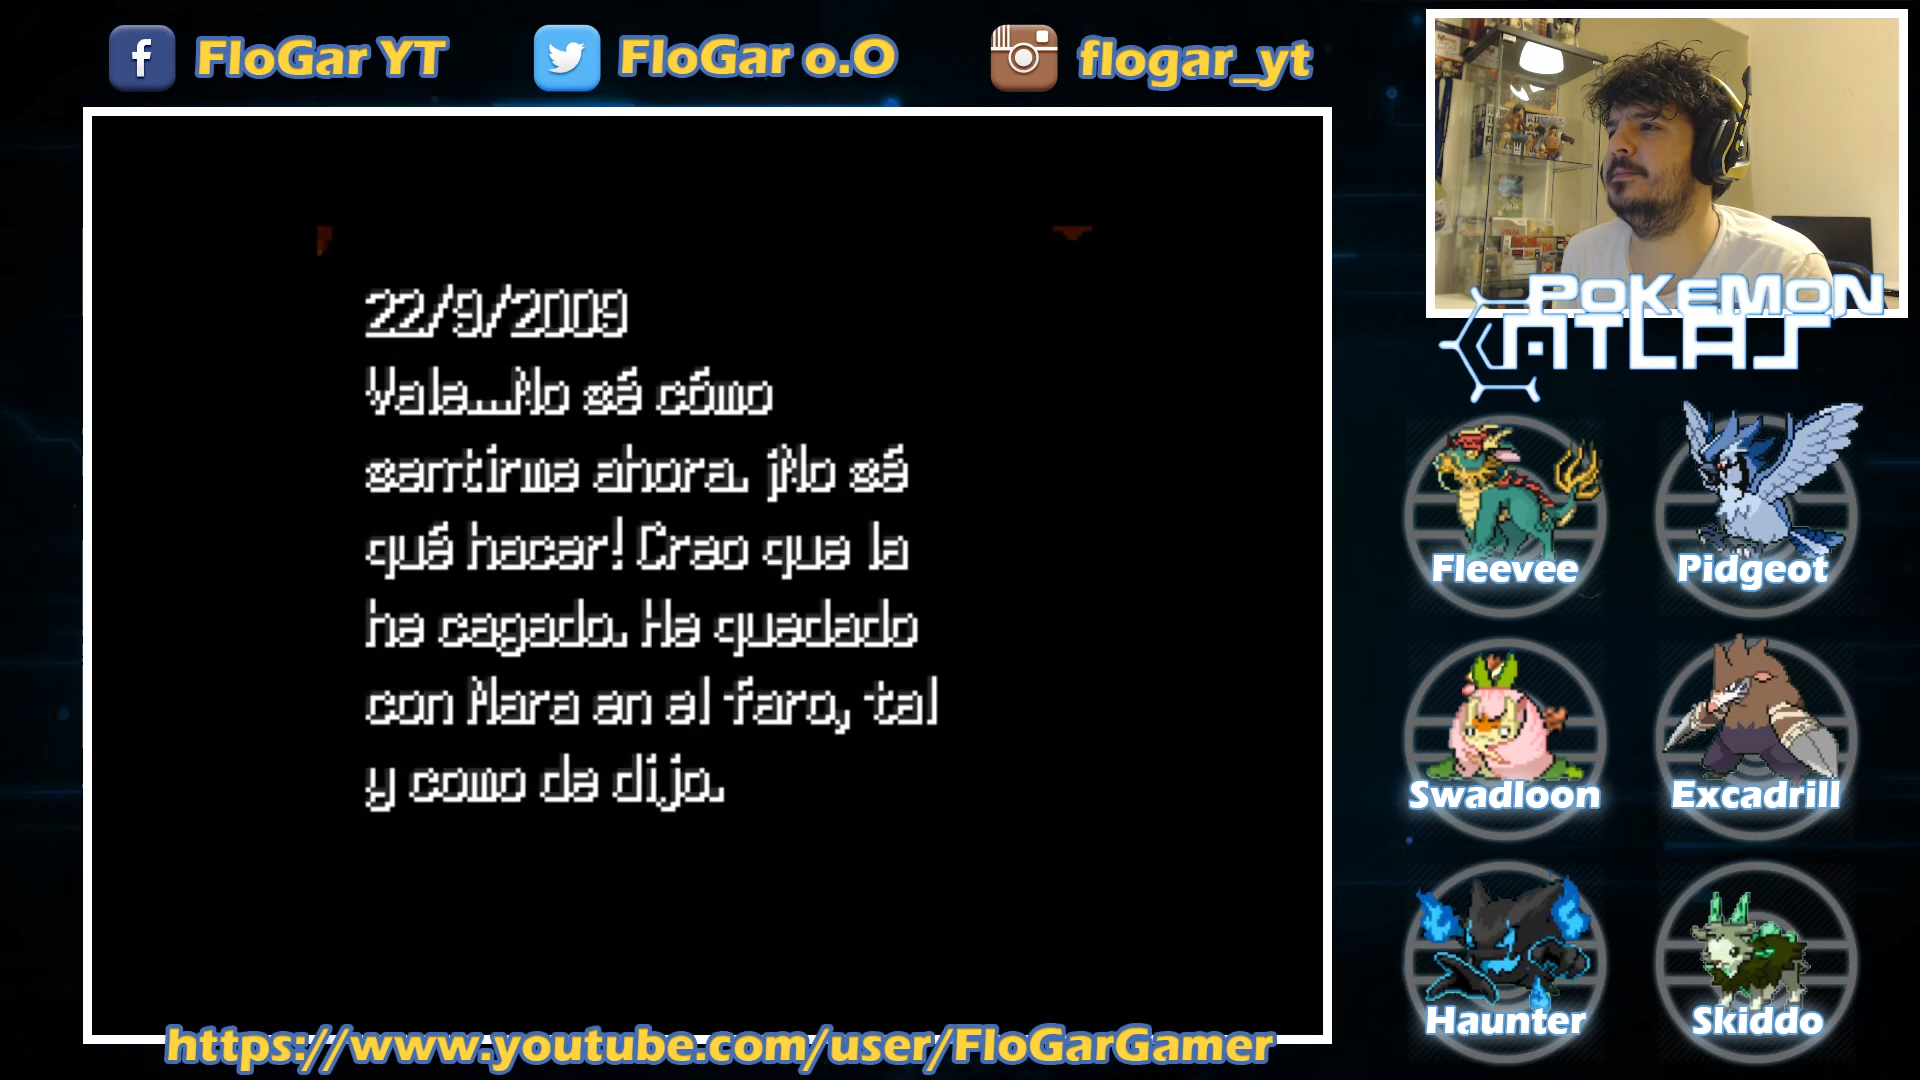 FloGar YT
FloGar o.O
flogar_yt
22/9/2009
Vale...No sé cómo
sentirme ahora. ¡No sé
qué hacer! Creo que la
he cagado. He quedado
con Nara en el faro, tal
y como de dijo.
POKEMON
ATLAS
Fleevee
Pidgeot
Swadloon
Excadrill
Haunter
Skiddo
https://www.youtube.com/user/FloGarGamer